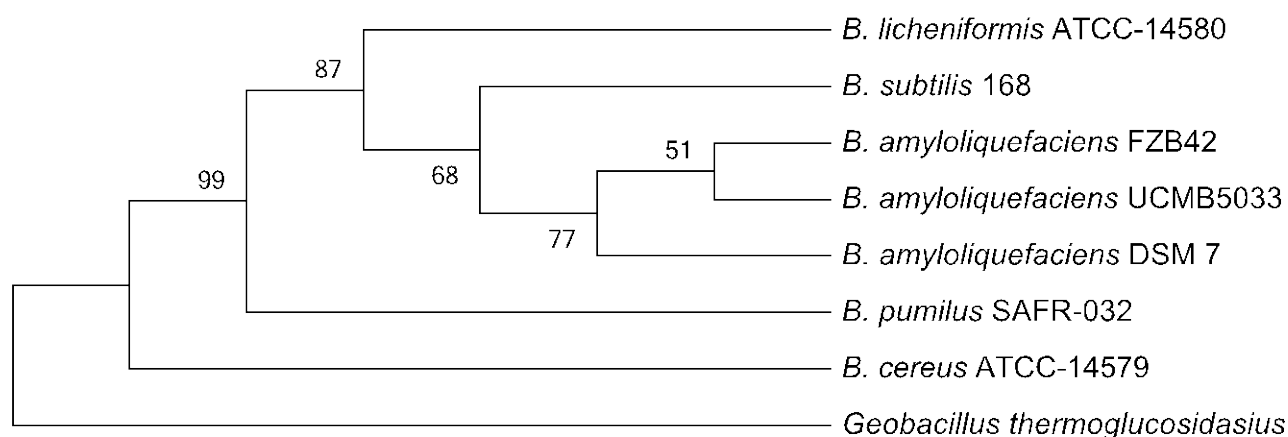 B. licheniformis ATCC-14580
87
B. subtilis 168
B. amyloliquefaciens FZB42
51
68
99
B. amyloliquefaciens UCMB5033
77
B. amyloliquefaciens DSM 7
B. pumilus SAFR-032
B. cereus ATCC-14579
Geobacillus thermoglucosidasius